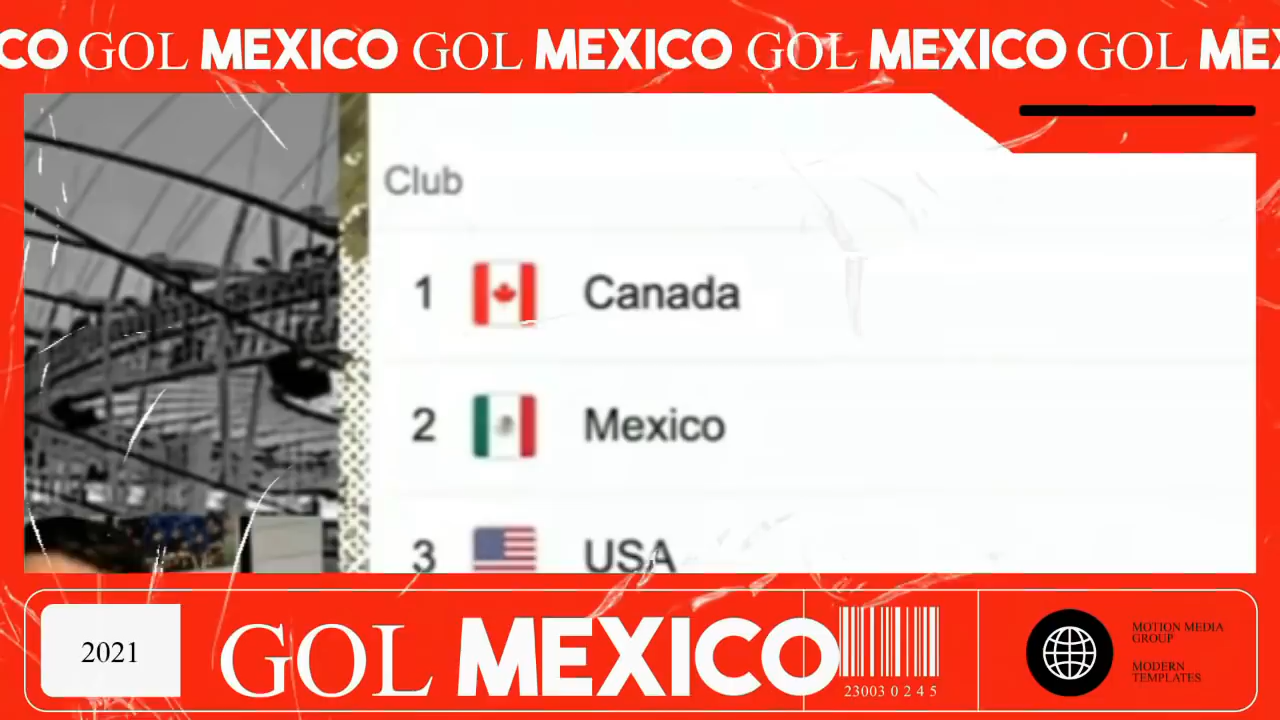 CO GOL MEXICO GOL MEXICO GOL MEXICO GOL MEX
Club
1 Canada
2 Mexico
3 USA
2021
GOL MEXICO
23003 0 2 4 5
MOTION MEDIA
GROUP
MODERN
TEMPLATES